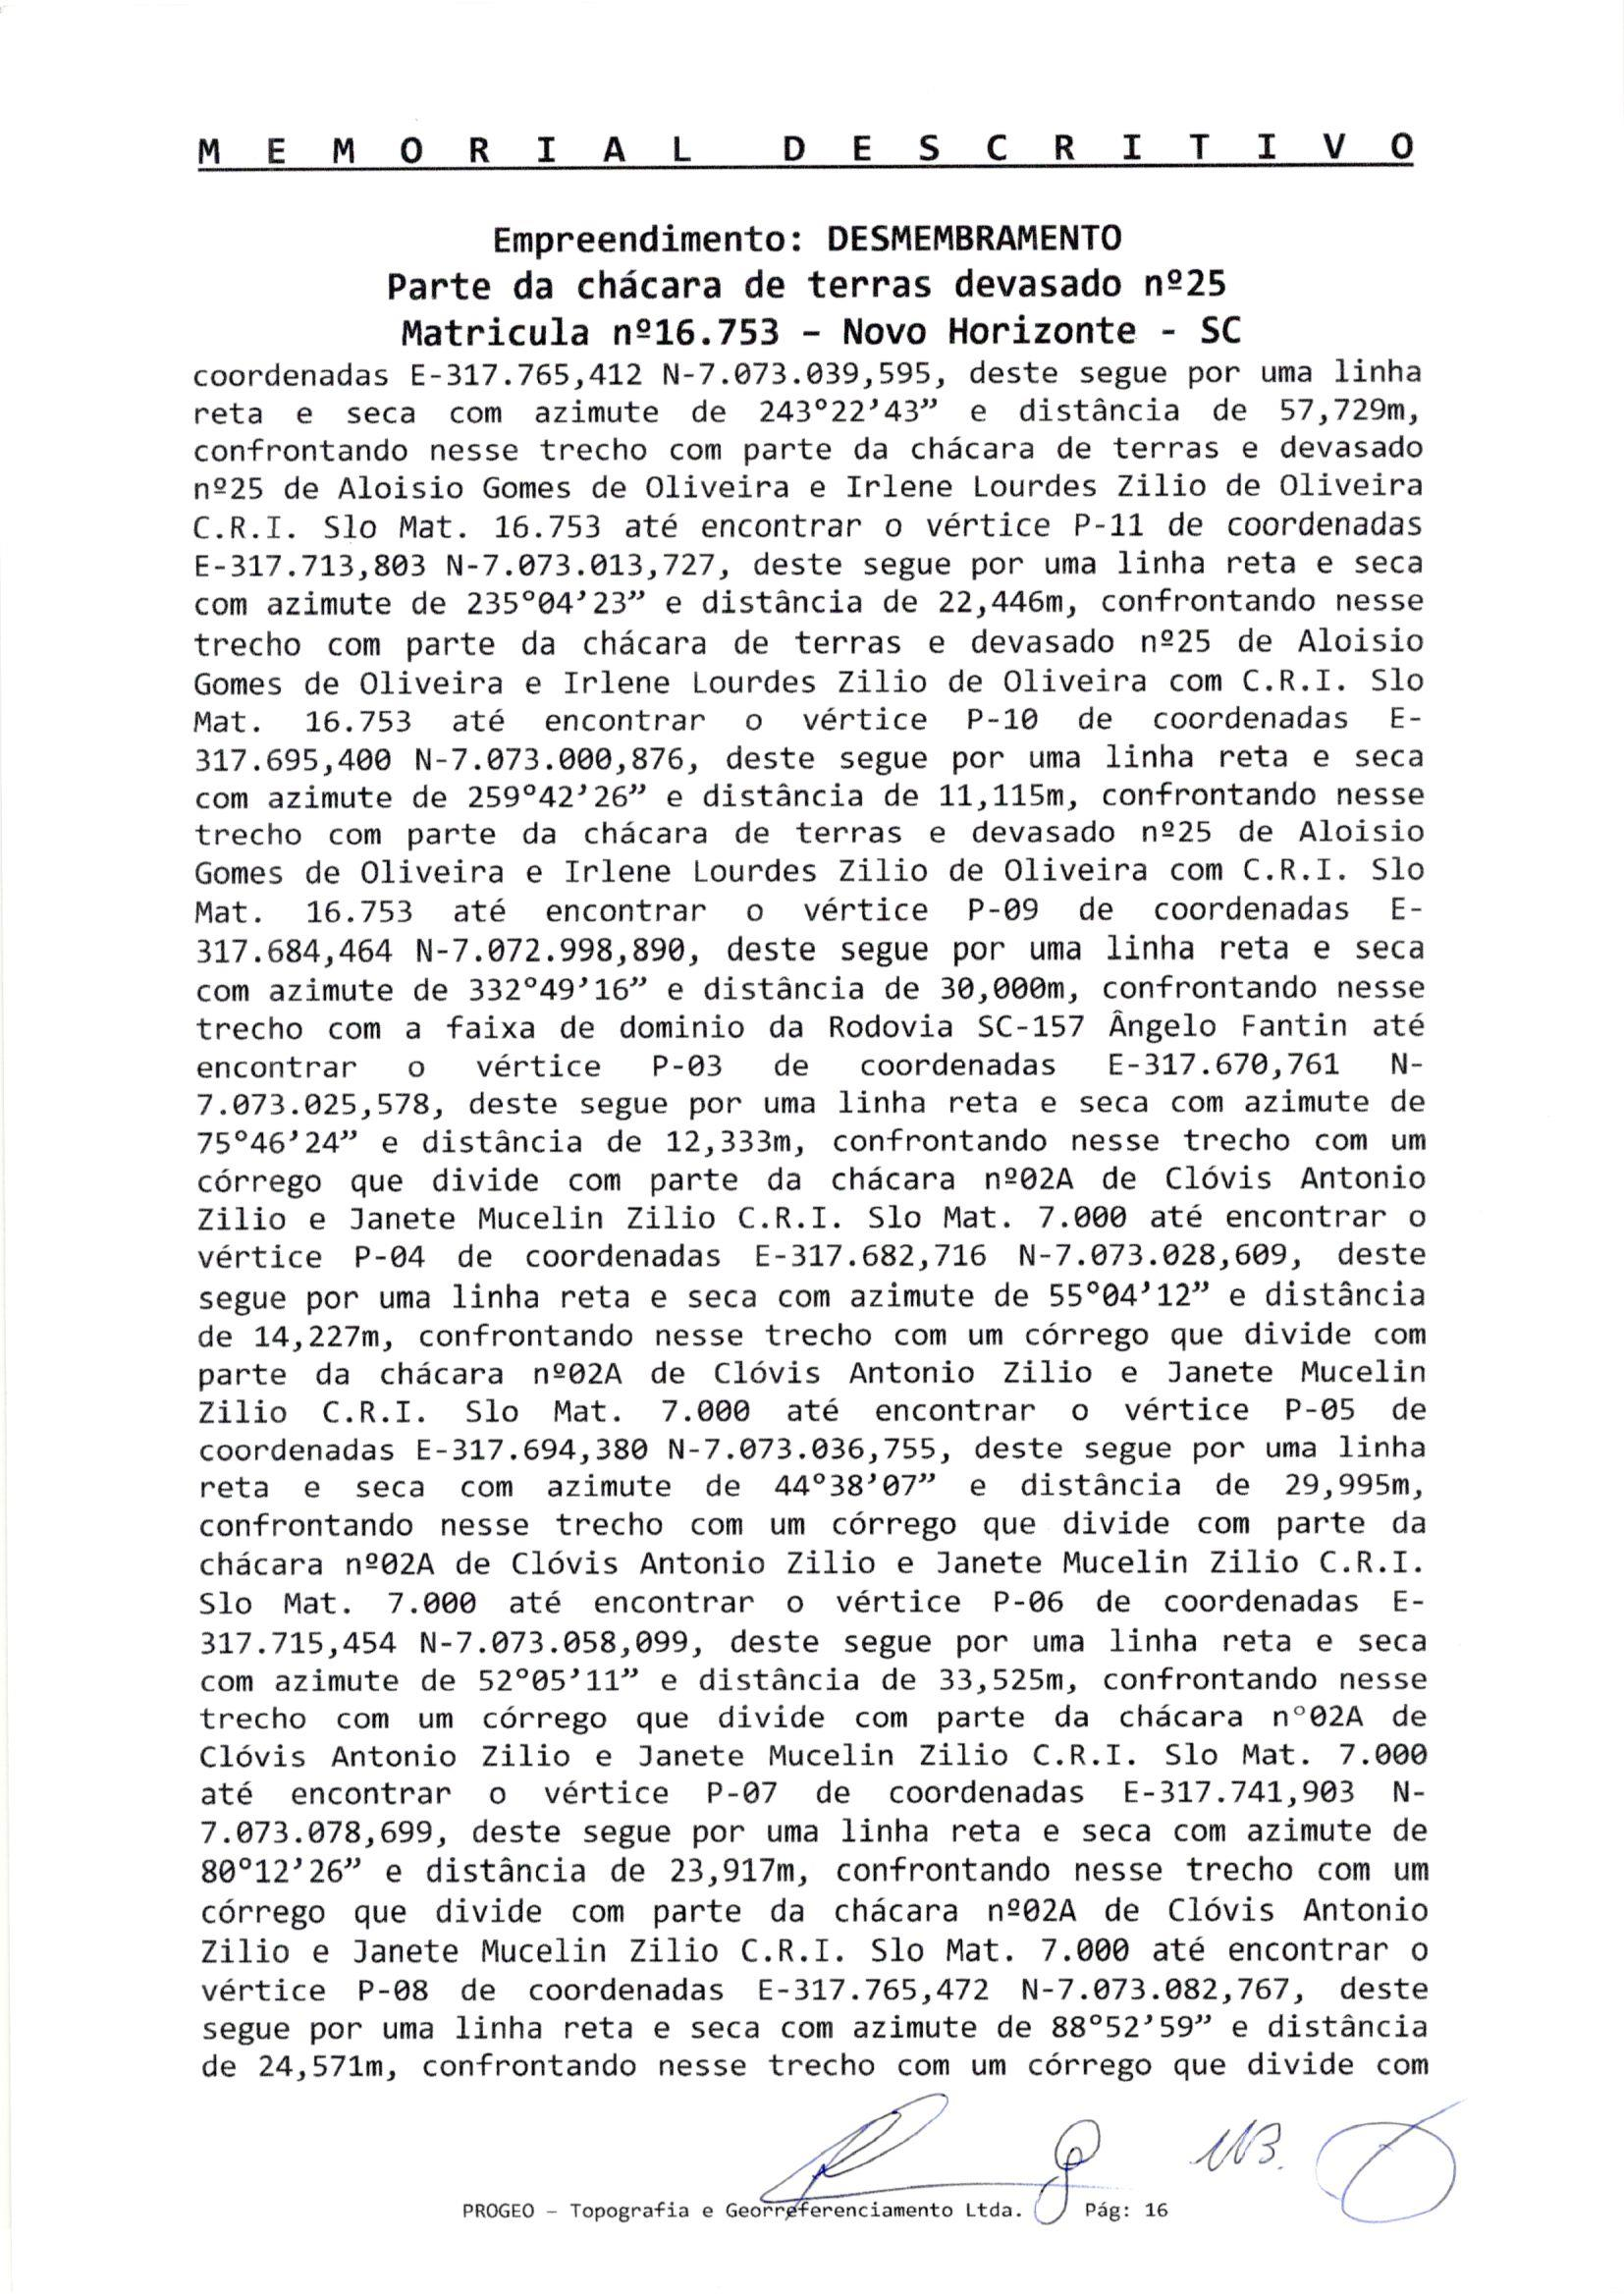 MEMORIAL DESCRITIVO
Empreendimento: DESMEMBRAMENTO
Parte da chácara de terras devasado nº25
Matricula nº16.753 – Novo Horizonte - SC
coordenadas E-317.765,412 N-7.073.039,595, deste segue por uma linha
reta e seca com azimute de 243°22’43” e distância de 57,729m,
confrontando nesse trecho com parte da chácara de terras e devasado
nº25 de Aloisio Gomes de Oliveira e Irlene Lourdes Zilio de Oliveira
C.R.I. Slo Mat. 16.753 até encontrar o vértice P-11 de coordenadas
E-317.713,803 N-7.073.013,727, deste segue por uma linha reta e seca
com azimute de 235°04’23” e distância de 22,446m, confrontando nesse
trecho com parte da chácara de terras e devasado nº25 de Aloisio
Gomes de Oliveira e Irlene Lourdes Zilio de Oliveira com C.R.I. Slo
Mat. 16.753 até encontrar o vértice P-10 de coordenadas E-
317.695,400 N-7.073.000,876, deste segue por uma linha reta e seca
com azimute de 259°42’26” e distância de 11,115m, confrontando nesse
trecho com parte da chácara de terras e devasado nº25 de Aloisio
Gomes de Oliveira e Irlene Lourdes Zilio de Oliveira com C.R.I. Slo
Mat. 16.753 até encontrar o vértice P-09 de coordenadas E-
317.684,464 N-7.072.998,890, deste segue por uma linha reta e seca
com azimute de 332°49’16” e distância de 30,000m, confrontando nesse
trecho com a faixa de dominio da Rodovia SC-157 Ângelo Fantin até
encontrar o vértice P-03 de coordenadas E-317.670,761 N-
7.073.025,578, deste segue por uma linha reta e seca com azimute de
75°46’24” e distância de 12,333m, confrontando nesse trecho com um
córrego que divide com parte da chácara nº02A de Clóvis Antonio
Zilio e Janete Mucelin Zilio C.R.I. Slo Mat. 7.000 até encontrar o
vértice P-04 de coordenadas E-317.682,716 N-7.073.028,609, deste
segue por uma linha reta e seca com azimute de 55°04’12” e distância
de 14,227m, confrontando nesse trecho com um córrego que divide com
parte da chácara nº02A de Clóvis Antonio Zilio e Janete Mucelin
Zilio C.R.I. Slo Mat. 7.000 até encontrar o vértice P-05 de
coordenadas E-317.694,380 N-7.073.036,755, deste segue por uma linha
reta e seca com azimute de 44°38’07” e distância de 29,995m,
confrontando nesse trecho com um córrego que divide com parte da
chácara nº02A de Clóvis Antonio Zilio e Janete Mucelin Zilio C.R.I.
Slo Mat. 7.000 até encontrar o vértice P-06 de coordenadas E-
317.715,454 N-7.073.058,099, deste segue por uma linha reta e seca
com azimute de 52°05’11” e distância de 33,525m, confrontando nesse
trecho com um córrego que divide com parte da chácara n°02A de
Clóvis Antonio Zilio e Janete Mucelin Zilio C.R.I. Slo Mat. 7.000
até encontrar o vértice P-07 de coordenadas E-317.741,903 N-
7.073.078,699, deste segue por uma linha reta e seca com azimute de
80°12’26” e distância de 23,917m, confrontando nesse trecho com um
córrego que divide com parte da chácara nº02A de Clóvis Antonio
Zilio e Janete Mucelin Zilio C.R.I. Slo Mat. 7.000 até encontrar o
vértice P-08 de coordenadas E-317.765,472 N-7.073.082,767, deste
segue por uma linha reta e seca com azimute de 88°52’59” e distância
de 24,571m, confrontando nesse trecho com um córrego que divide com
PROGEO – Topografia e Georreferenciamento Ltda. Pág: 16